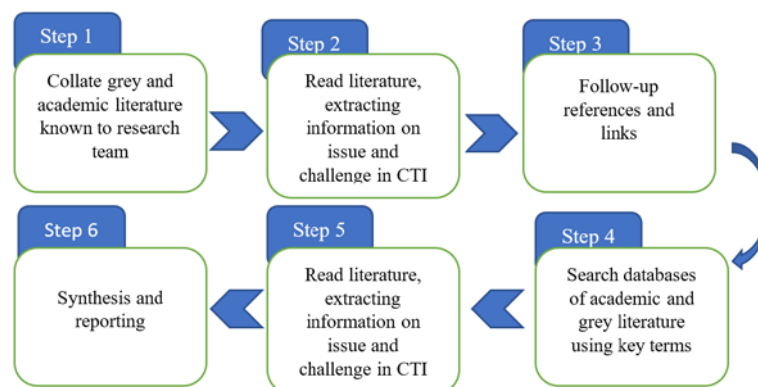 Step 1
Collate grey and
academic literature
known to research
team
Step 2
Read literature,
extracting
information on
issue and
challenge in CTI
Step 3
Follow-up
references and
links
Step 4
Search databases
of academic and
grey literature
using key terms
Step 5
Read literature,
extracting
information on
issue and
challenge in CTI
Step 6
Synthesis and
reporting